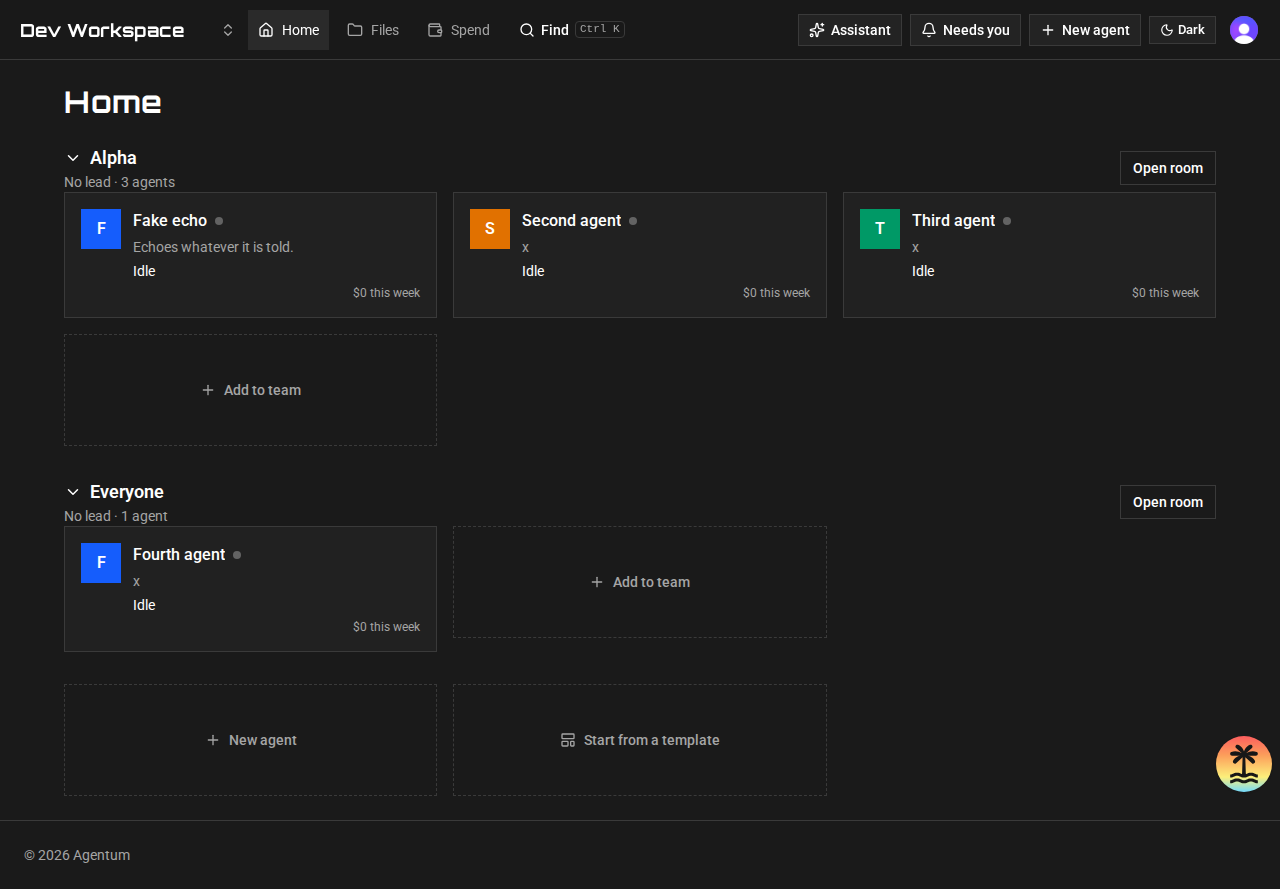 Dev Workspace
Home
Files
Spend
Find Ctrl K
Assistant
Needs you
New agent
Dark
Home
Alpha
No lead · 3 agents
Open room
F
Fake echo
Echoes whatever it is told.
Idle
$0 this week
S
Second agent
x
Idle
$0 this week
T
Third agent
x
Idle
$0 this week
Add to team
Everyone
No lead · 1 agent
Open room
F
Fourth agent
x
Idle
$0 this week
Add to team
New agent
Start from a template
© 2026 Agentum